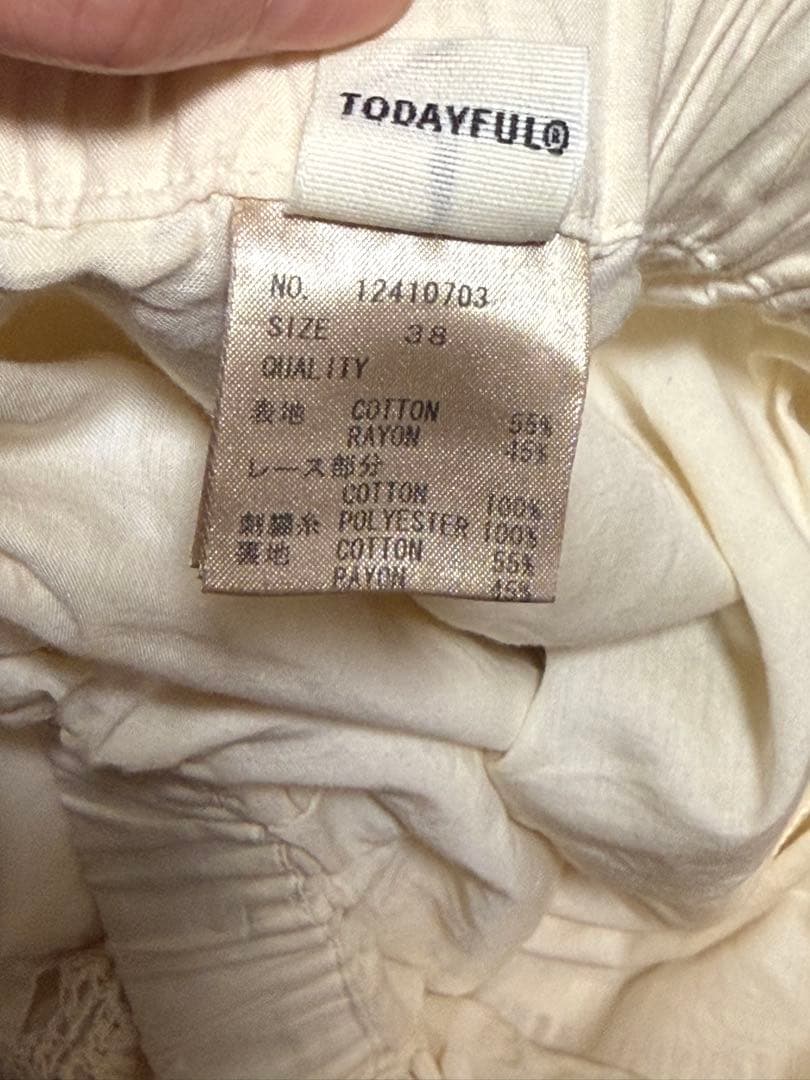 TODAYFUL®
NO. 12410703
SIZE 38
QUALITY
表地 COTTON 55%
RAYON 45%
レース部分
COTTON 100%
刺繍糸 POLYESTER 100%
裏地 COTTON 55%
RAYON 45%